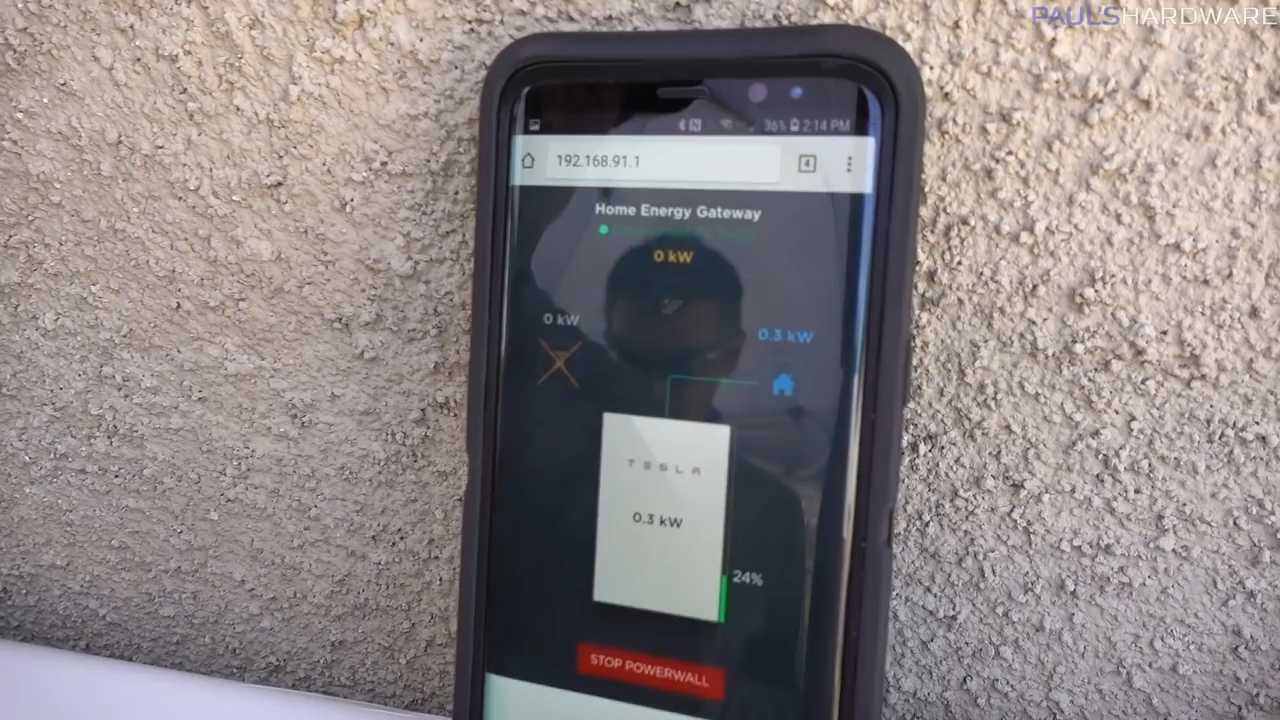 PAUL'SHARDWARE
36% 2:14 PM
192.168.91.1
4
Home Energy Gateway
0 kW
0 kW
0.3 kW
TESLA
0.3 kW
24%
STOP POWERWALL